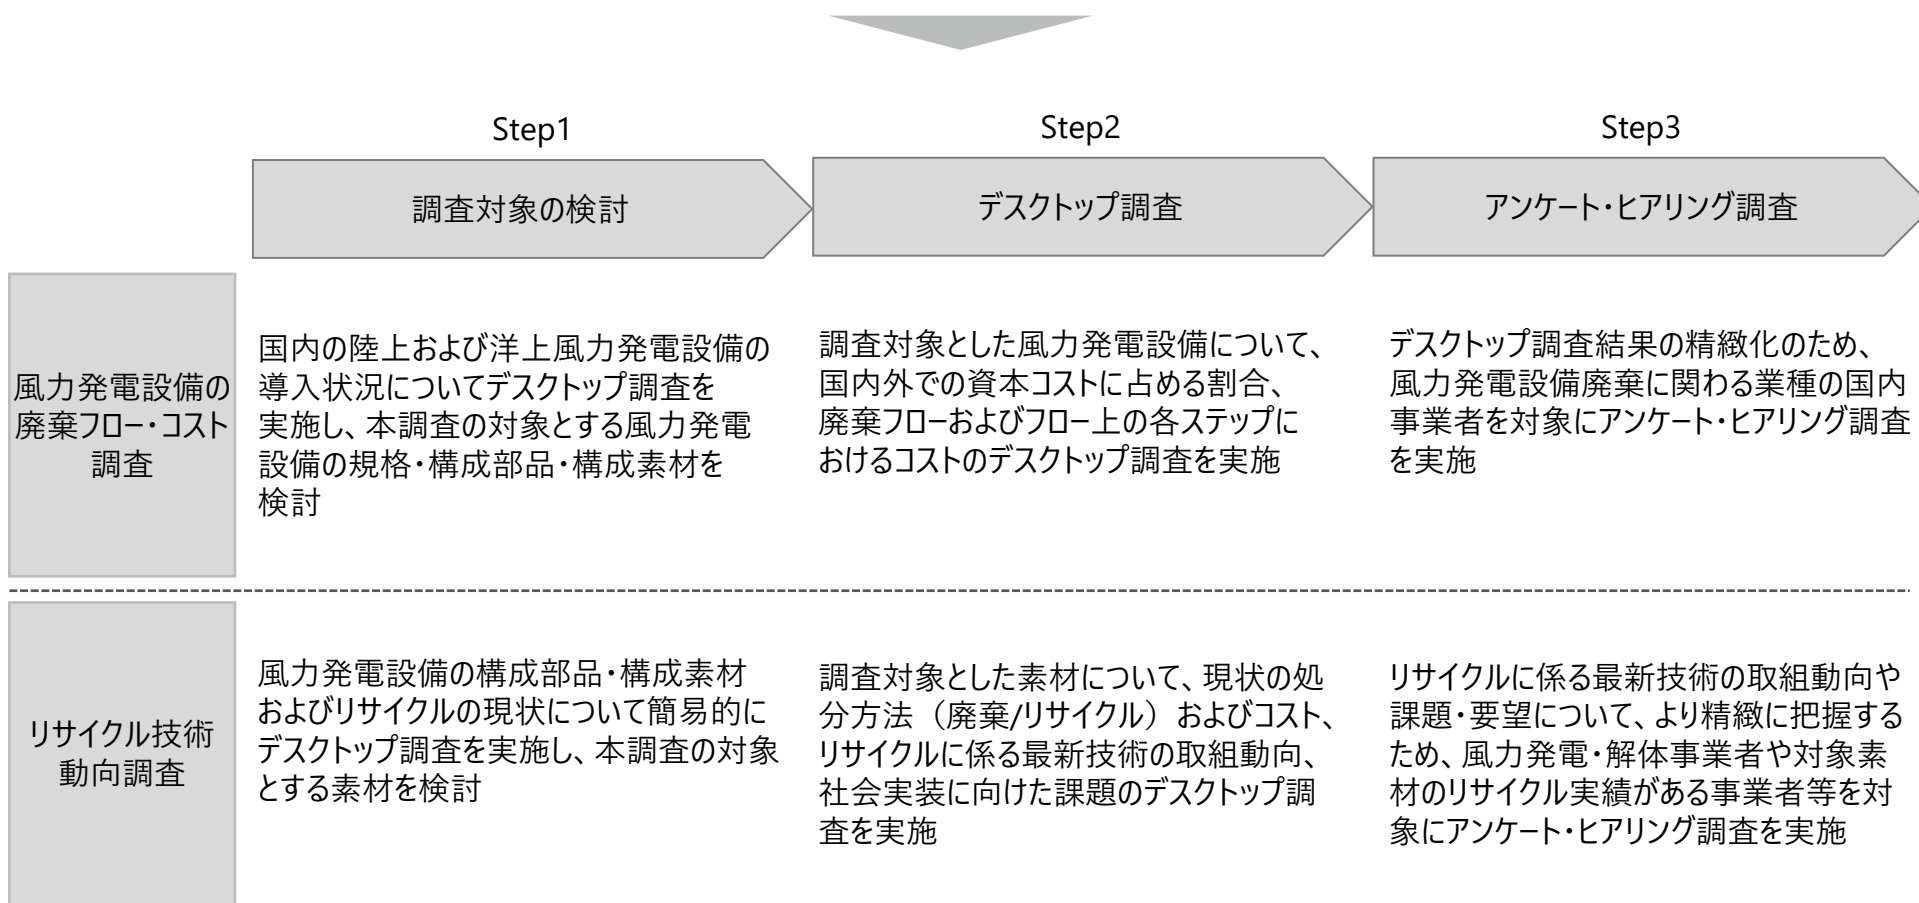 Step1
Step2
Step3
調査対象の検討
デスクトップ調査
アンケート・ヒアリング調査
風力発電設備の
廃棄フロー・コスト
調査
国内の陸上および洋上風力発電設備の
導入状況についてデスクトップ調査を
実施し、本調査の対象とする風力発電
設備の規格・構成部品・構成素材を
検討
調査対象とした風力発電設備について、
国内外での資本コストに占める割合、
廃棄フローおよびフロー上の各ステップに
おけるコストのデスクトップ調査を実施
デスクトップ調査結果の精緻化のため、
風力発電設備廃棄に関わる業種の国内
事業者を対象にアンケート・ヒアリング調査
を実施
リサイクル技術
動向調査
風力発電設備の構成部品・構成素材
およびリサイクルの現状について簡易的に
デスクトップ調査を実施し、本調査の対象
とする素材を検討
調査対象とした素材について、現状の処
分方法（廃棄/リサイクル）およびコスト、
リサイクルに係る最新技術の取組動向、
社会実装に向けた課題のデスクトップ調
査を実施
リサイクルに係る最新技術の取組動向や
課題・要望について、より精緻に把握する
ため、風力発電・解体事業者や対象素
材のリサイクル実績がある事業者等を対
象にアンケート・ヒアリング調査を実施